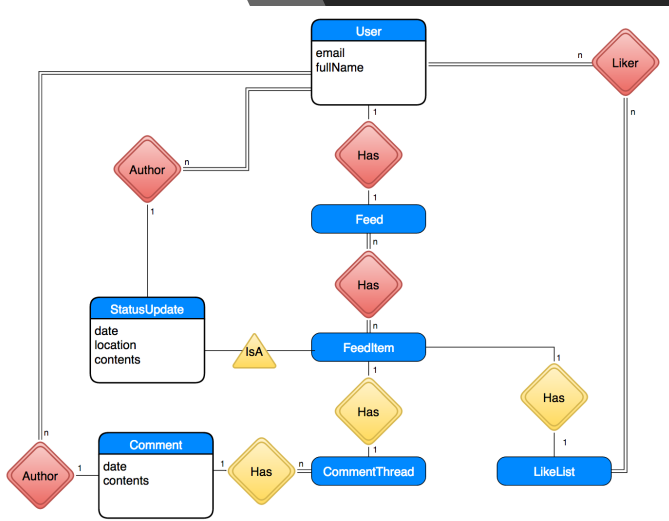 User
email
fullName
n
Liker
n
1
Has
n
Author
1
1
Feed
n
Has
StatusUpdate
date
location
contents
n
IsA
FeedItem
1
1
Has
Has
n
Comment
1
1
Author
1
date
contents
1
Has
n
CommentThread
LikeList